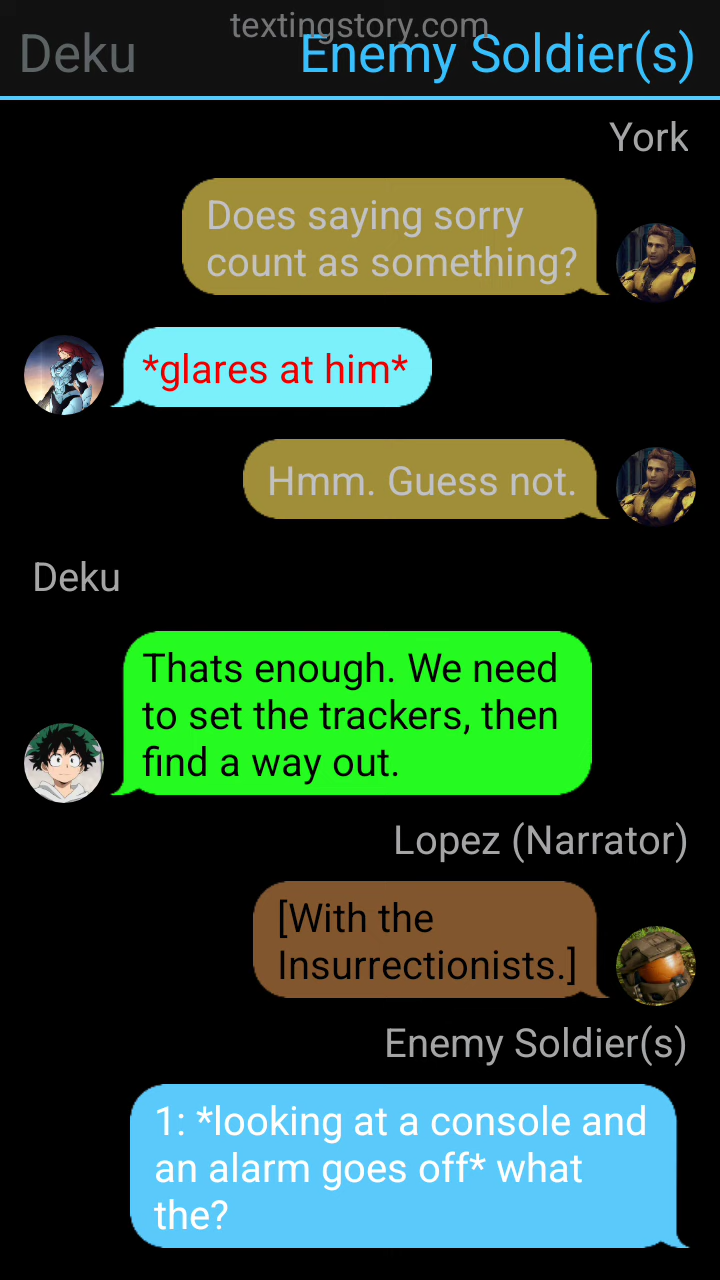 textingstory.com
Deku
Enemy Soldier(s)
York
Does saying sorry
count as something?
*glares at him*
Hmm. Guess not.
Deku
Thats enough. We need
to set the trackers, then
find a way out.
Lopez (Narrator)
[With the
Insurrectionists.]
Enemy Soldier(s)
1: *looking at a console and
an alarm goes off* what
the?